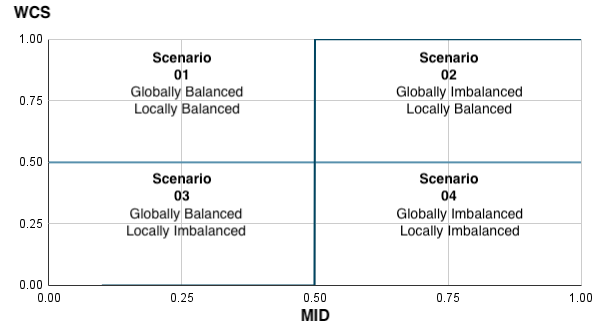 WCS
1.00
Scenario
01
Globally Balanced
Locally Balanced
Scenario
02
Globally Imbalanced
Locally Balanced
0.75
0.50
Scenario
03
Globally Balanced
Locally Imbalanced
Scenario
04
Globally Imbalanced
Locally Imbalanced
0.25
0.00
0.00 0.25 0.50 0.75 1.00
MID